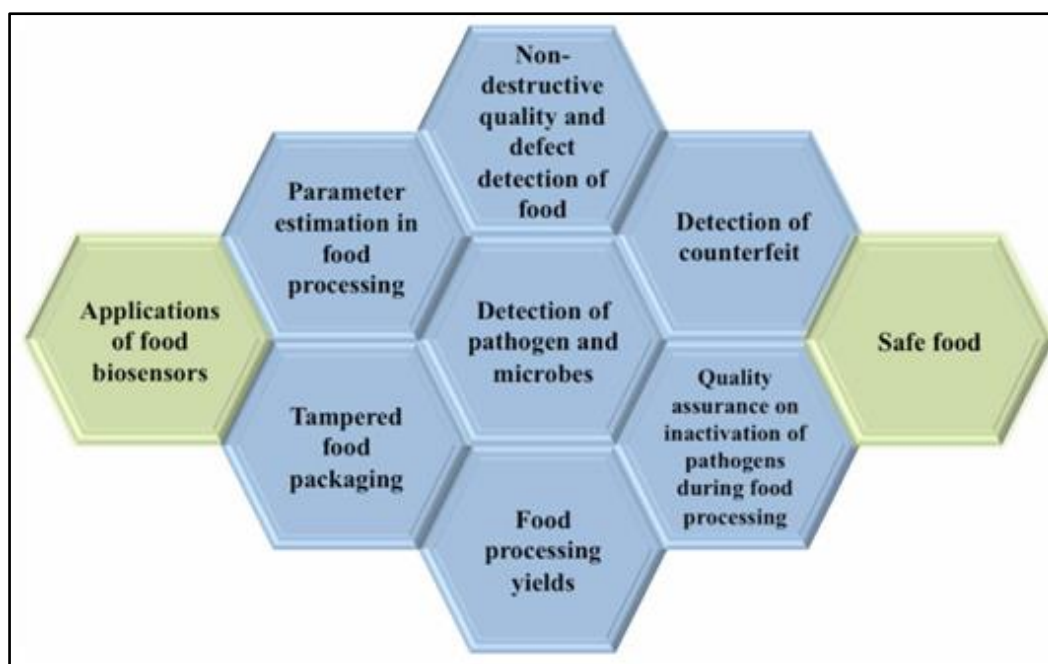 Non-
destructive
quality and
defect
detection of
food
Parameter
estimation in
food
processing
Detection of
counterfeit
Applications
of food
biosensors
Detection of
pathogen and
microbes
Safe food
Tampered
food
packaging
Quality
assurance on
inactivation of
pathogens
during food
processing
Food
processing
yields